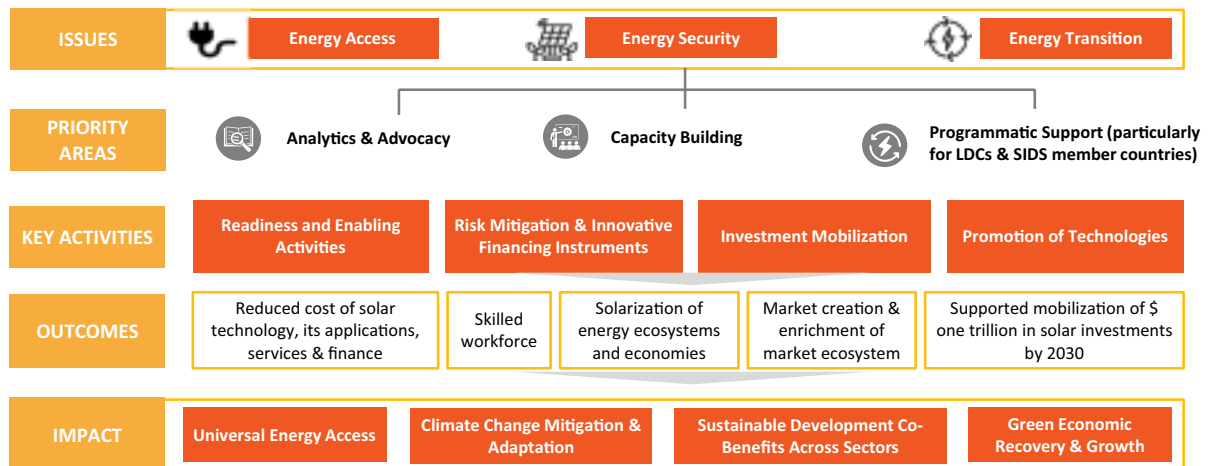 ISSUES
Energy Access
Energy Security
Energy Transition
PRIORITY
AREAS
Analytics & Advocacy
Capacity Building
Programmatic Support (particularly
for LDCs & SIDS member countries)
KEY ACTIVITIES
Readiness and Enabling
Activities
Risk Mitigation & Innovative
Financing Instruments
Investment Mobilization
Promotion of Technologies
OUTCOMES
Reduced cost of solar
technology, its applications,
services & finance
Skilled
workforce
Solarization of
energy ecosystems
and economies
Market creation &
enrichment of
market ecosystem
Supported mobilization of $
one trillion in solar investments
by 2030
IMPACT
Universal Energy Access
Climate Change Mitigation &
Adaptation
Sustainable Development Co-
Benefits Across Sectors
Green Economic
Recovery & Growth